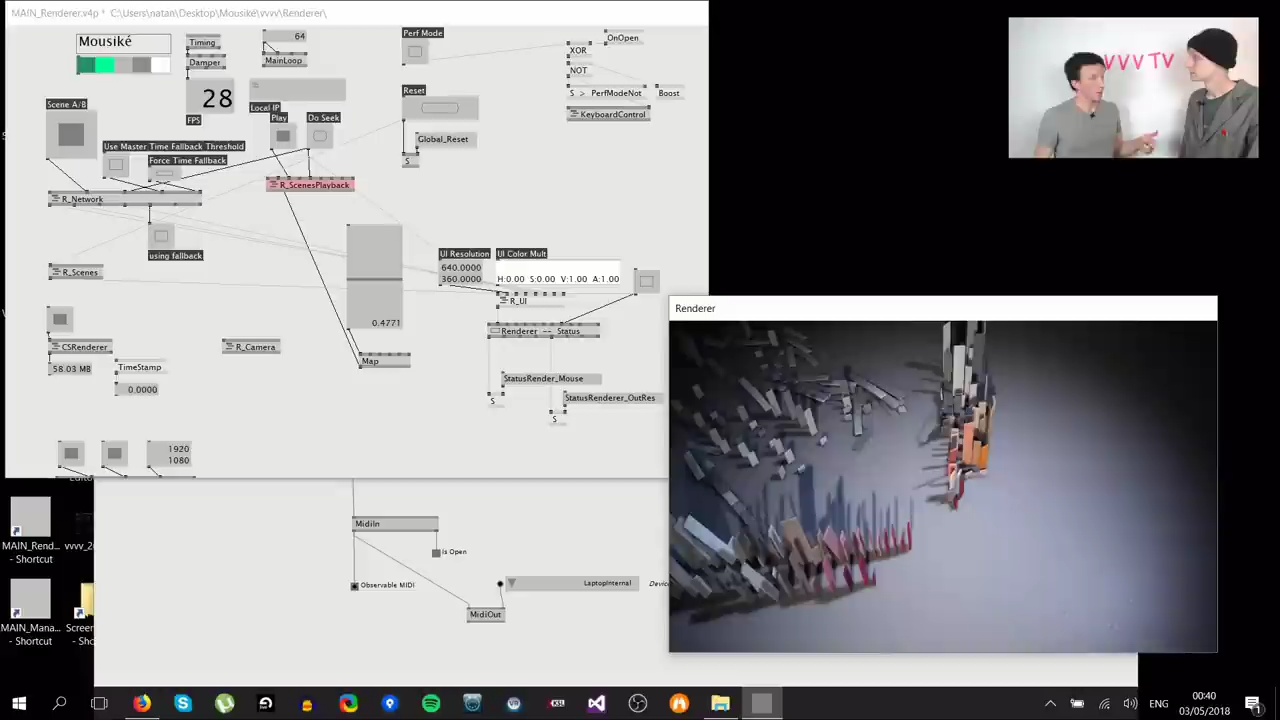 MAIN_Renderer.v4p * C:\Users\natan\Desktop\Mousiké\vvvv\Renderer\
Mousiké
Timing
Damper
28
FPS
64
MainLoop
Local IP
Play
Do Seek
Perf Mode
Reset
Global_Reset
S
OnOpen
XOR
NOT
S > PerfModeNot
Boost
KeyboardControl
VVVV TV
Scene A/B
Use Master Time Fallback Threshold
Force Time Fallback
R_Network
R_ScenesPlayback
using fallback
R_Scenes
UI Resolution
640.0000
360.0000
UI Color Mult
H:0.00 S:0.00 V:1.00 A:1.00
R_UI
0.4771
Renderer -- Status
Map
CSRenderer
58.03 MB
TimeStamp
0.0000
R_Camera
StatusRender_Mouse
S
StatusRenderer_OutRes
S
1920
1080
Renderer
MidiIn
Is Open
Observable MIDI
LaptopInternal
MidiOut
MAIN_Rend...
- Shortcut
MAIN_Mana...
- Shortcut
Screen
- Shortcut
ENG
00:40
03/05/2018